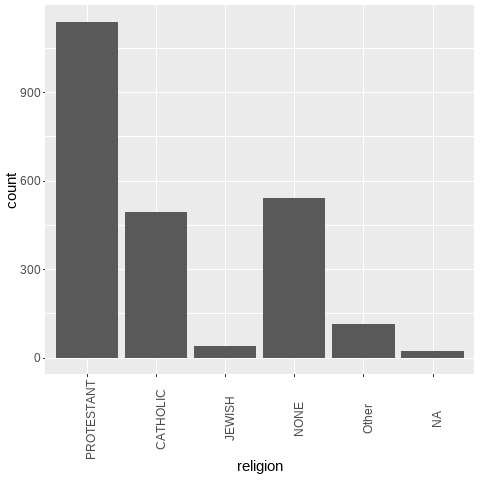 count
900
600
300
0
PROTESTANT
CATHOLIC
JEWISH
NONE
Other
NA
religion